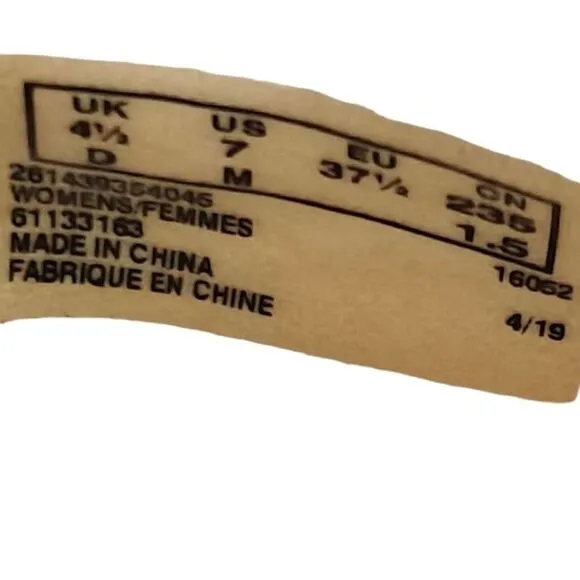 UK US EU CN
4½ 7 37½ 235
D M 1.5
261439354045
WOMENS/FEMMES 16052
61133163
MADE IN CHINA
FABRIQUE EN CHINE 4/19